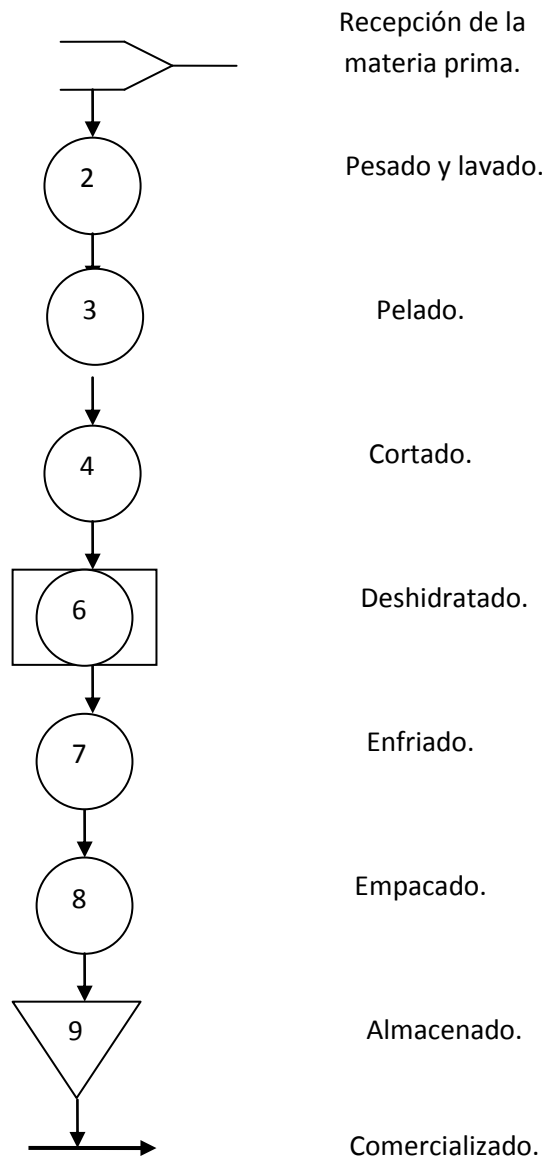 Recepción de la
materia prima.
2
Pesado y lavado.
3
Pelado.
4
Cortado.
6
Deshidratado.
7
Enfriado.
8
Empacado.
9
Almacenado.
Comercializado.